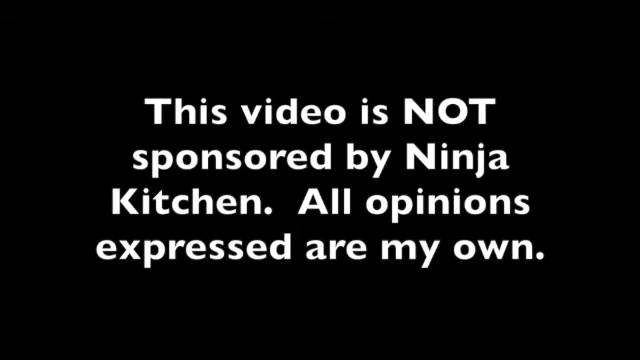 This video is NOT
sponsored by Ninja
Kitchen.  All opinions
expressed are my own.